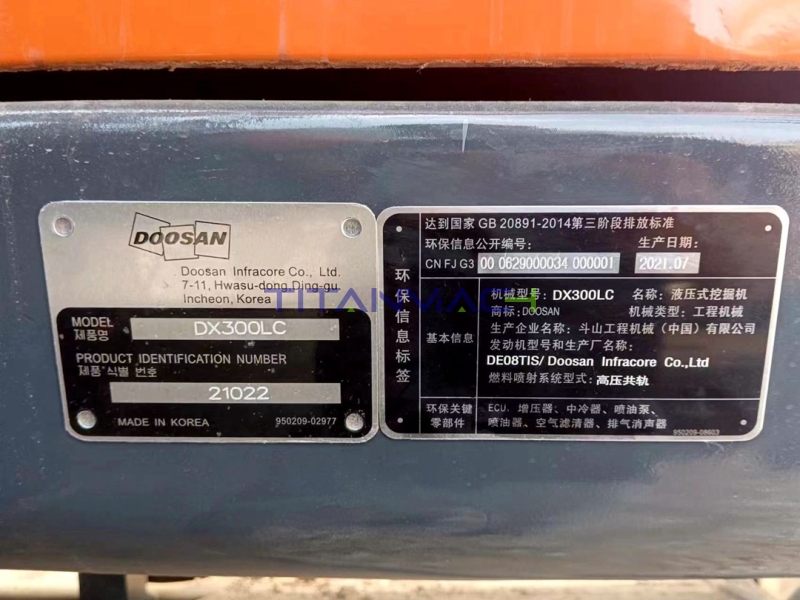 DOOSAN
Doosan Infracore Co., Ltd.
7-11, Hwasu-dong, Ding-gu
Incheon, Korea
MODEL
제품명
DX300LC
PRODUCT IDENTIFICATION NUMBER
제품 식별 번호
21022
MADE IN KOREA
950209-02977
TITANMACH
环保信息标签
达到国家 GB 20891-2014第三阶段排放标准
环保信息公开编号:
生产日期:
CN FJ G3 00 0629000034 000001
2021.07
基本信息
机械型号: DX300LC 名称: 液压式挖掘机
商标: DOOSAN 机械类型: 工程机械
生产企业名称: 斗山工程机械(中国)有限公司
发动机型号和生产厂名称:
DE08TIS/ Doosan Infracore Co.,Ltd
燃料喷射系统型式: 高压共轨
环保关键
零部件
ECU、增压器、中冷器、喷油泵、
喷油器、空气滤清器、排气消声器
950209-08603